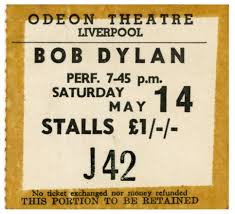 ODEON THEATRE
LIVERPOOL
BOB DYLAN
PERF. 7-45 p.m.
SATURDAY
MAY 14
STALLS £1/-/-
J42
No ticket exchanged nor money refunded
THIS PORTION TO BE RETAINED